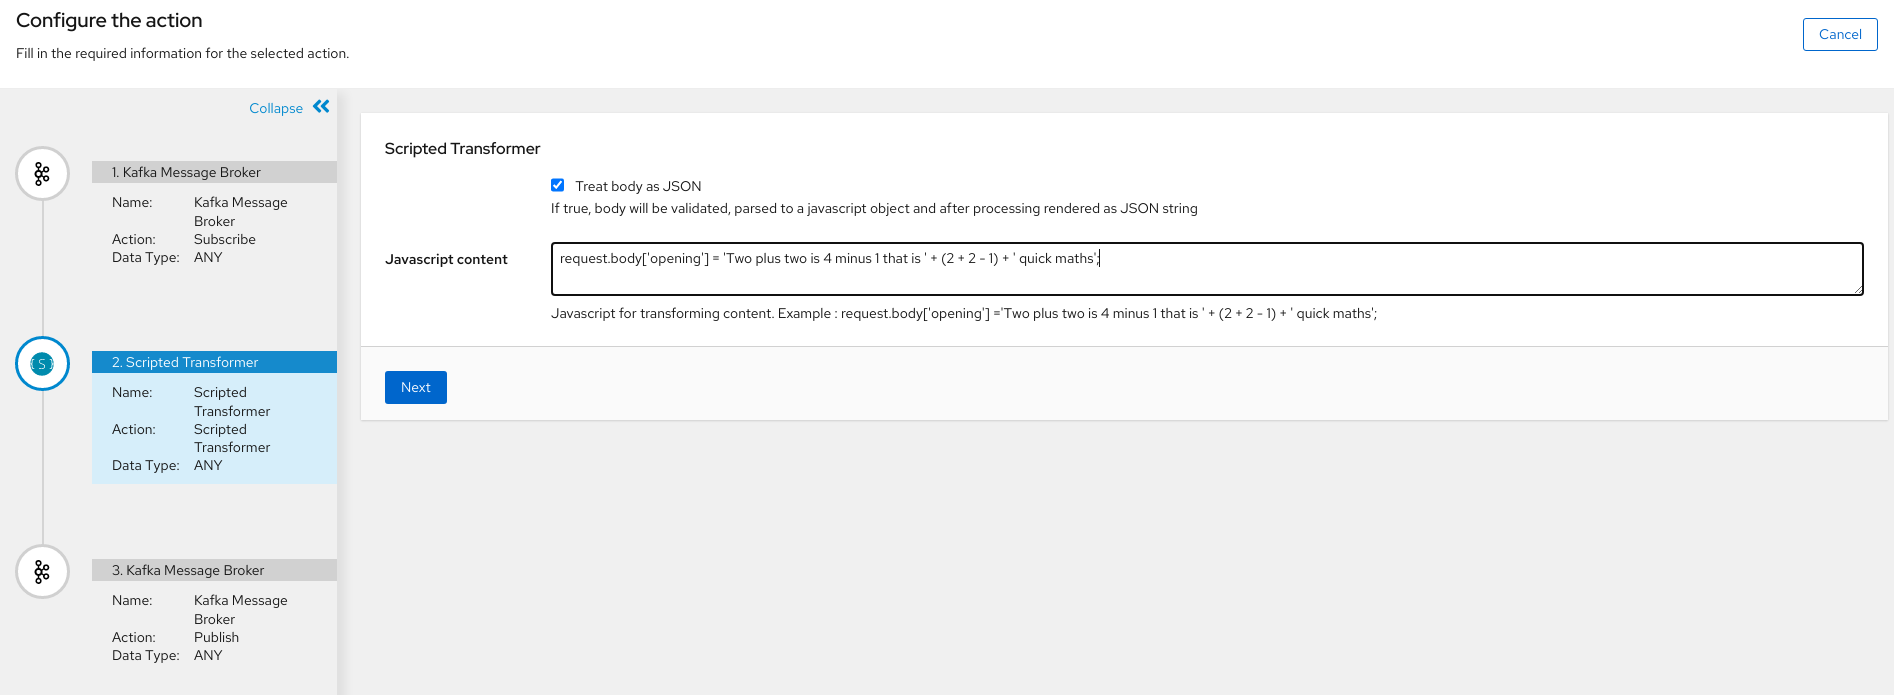 Configure the action
Fill in the required information for the selected action.
Cancel
Collapse
1. Kafka Message Broker
Name: Kafka Message
Broker
Action: Subscribe
Data Type: ANY
2. Scripted Transformer
Name: Scripted
Transformer
Action: Scripted
Transformer
Data Type: ANY
3. Kafka Message Broker
Name: Kafka Message
Broker
Action: Publish
Data Type: ANY
Scripted Transformer
Treat body as JSON
If true, body will be validated, parsed to a javascript object and after processing rendered as JSON string
Javascript content
request.body['opening'] = 'Two plus two is 4 minus 1 that is ' + (2 + 2 - 1) + ' quick maths';
Javascript for transforming content. Example : request.body['opening'] ='Two plus two is 4 minus 1 that is ' + (2 + 2 - 1) + ' quick maths';
Next